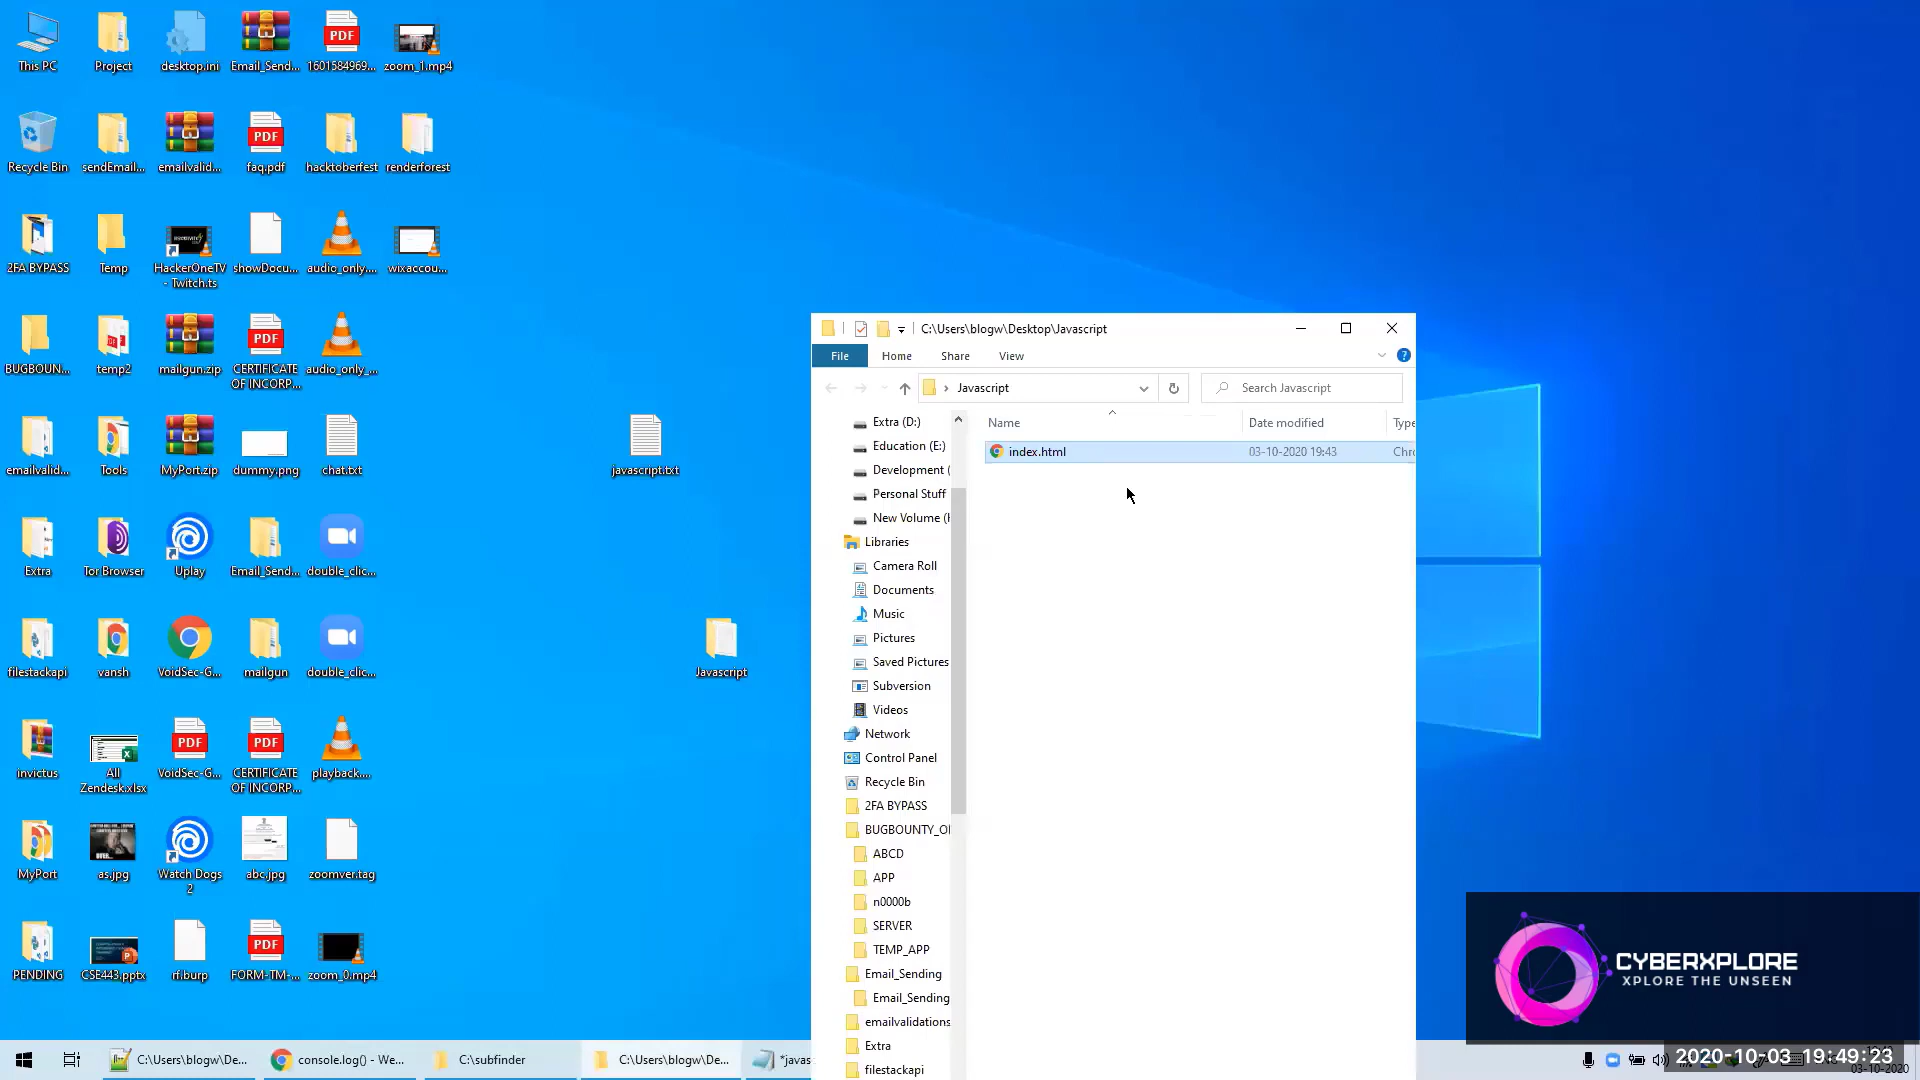 This PC
Project
desktop.ini
Email_Send...
1601584969...
zoom_1.mp4
Recycle Bin
sendEmail...
emailvalid...
faq.pdf
hacktoberfest
renderforest
2FA BYPASS
Temp
HackerOneTV
- Twitch.ts
showDocu...
audio_only....
wixaccou...
BUGBOUN...
temp2
mailgun.zip
CERTIFICATE
OF INCORP...
audio_only_...
emailvalid...
Tools
MyPort.zip
dummy.png
chat.txt
javascript.txt
Extra
Tor Browser
Uplay
Email_Send...
double_clic...
filestackapi
vansh
VoidSec-G...
mailgun
double_clic...
Javascript
invictus
All
Zendesk.xlsx
VoidSec-G...
CERTIFICATE
OF INCORP...
playback....
MyPort
as.jpg
Watch Dogs
2
abc.jpg
zoomver.tag
PENDING
CSE443.pptx
rf.burp
FORM-TM-...
zoom_0.mp4
C:\Users\blogw\Desktop\Javascript
File Home Share View
Javascript
Search Javascript
Name Date modified Type
index.html 03-10-2020 19:43 Chro
Extra (D:)
Education (E:)
Development (
Personal Stuff
New Volume (
Libraries
Camera Roll
Documents
Music
Pictures
Saved Pictures
Subversion
Videos
Network
Control Panel
Recycle Bin
2FA BYPASS
BUGBOUNTY_O
ABCD
APP
n0000b
SERVER
TEMP_APP
Email_Sending
Email_Sending
emailvalidations
Extra
filestackapi
CYBERXPLORE
XPLORE THE UNSEEN
C:\Users\blogw\De...
console.log() - We...
C:\subfinder
C:\Users\blogw\De...
*javas
2020-10-03 19:49:23
03-10-2020